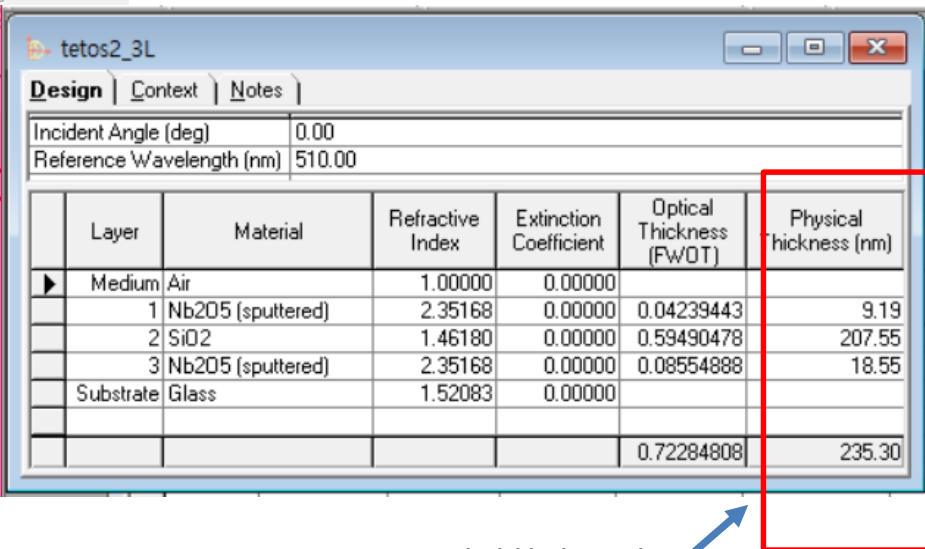 tetos2_3L
Design Context Notes
Incident Angle (deg) 0.00
Reference Wavelength (nm) 510.00
Layer Material Refractive Index Extinction Coefficient Optical Thickness (FWOT) Physical Thickness (nm)
Medium Air 1.00000 0.00000
1 Nb2O5 (sputtered) 2.35168 0.00000 0.04239443 9.19
2 SiO2 1.46180 0.00000 0.59490478 207.55
3 Nb2O5 (sputtered) 2.35168 0.00000 0.08554888 18.55
Substrate Glass 1.52083 0.00000
0.72284808 235.30